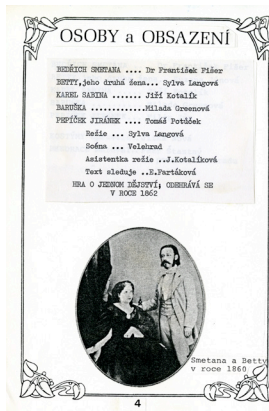 OSOBY a OBSAZENÍ
BEDŘICH SMETANA .... Dr František Fišer
BETTY,jeho druhá žena... Sylva Langová
KAREL SABINA ....... Jiří Kotalík
BARUŠKA .............Milada Greenová
PEPÍČEK JIRÁNEK .... Tomáš Potůček
Režie ... Sylva Langová
Scéna ... Velehrad
Asistentka režie ..J.Kotalíková
Text sleduje ..E.Fartáková
HRA O JEDNOM DĚJSTVÍ; ODEHRÁVÁ SE
V ROCE 1862
Smetana a Betty
v roce 1860
4